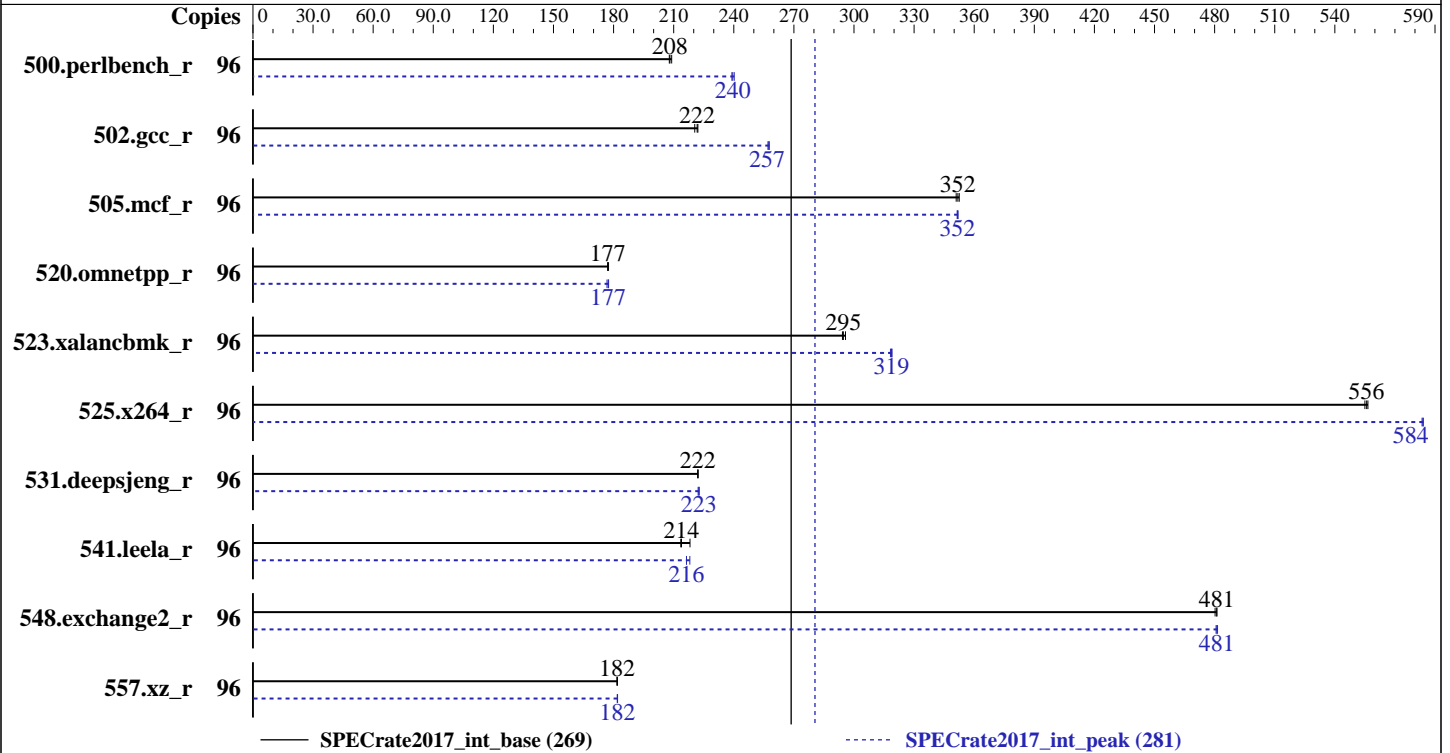 Copies 0 30.0 60.0 90.0 120 150 180 210 240 270 300 330 360 390 420 450 480 510 540 590
208
500.perlbench_r 96
240
222
502.gcc_r 96
257
352
505.mcf_r 96
352
177
520.omnetpp_r 96
177
295
523.xalancbmk_r 96
319
556
525.x264_r 96
584
222
531.deepsjeng_r 96
223
214
541.leela_r 96
216
481
548.exchange2_r 96
481
182
557.xz_r 96
182
SPECrate2017_int_base (269) SPECrate2017_int_peak (281)